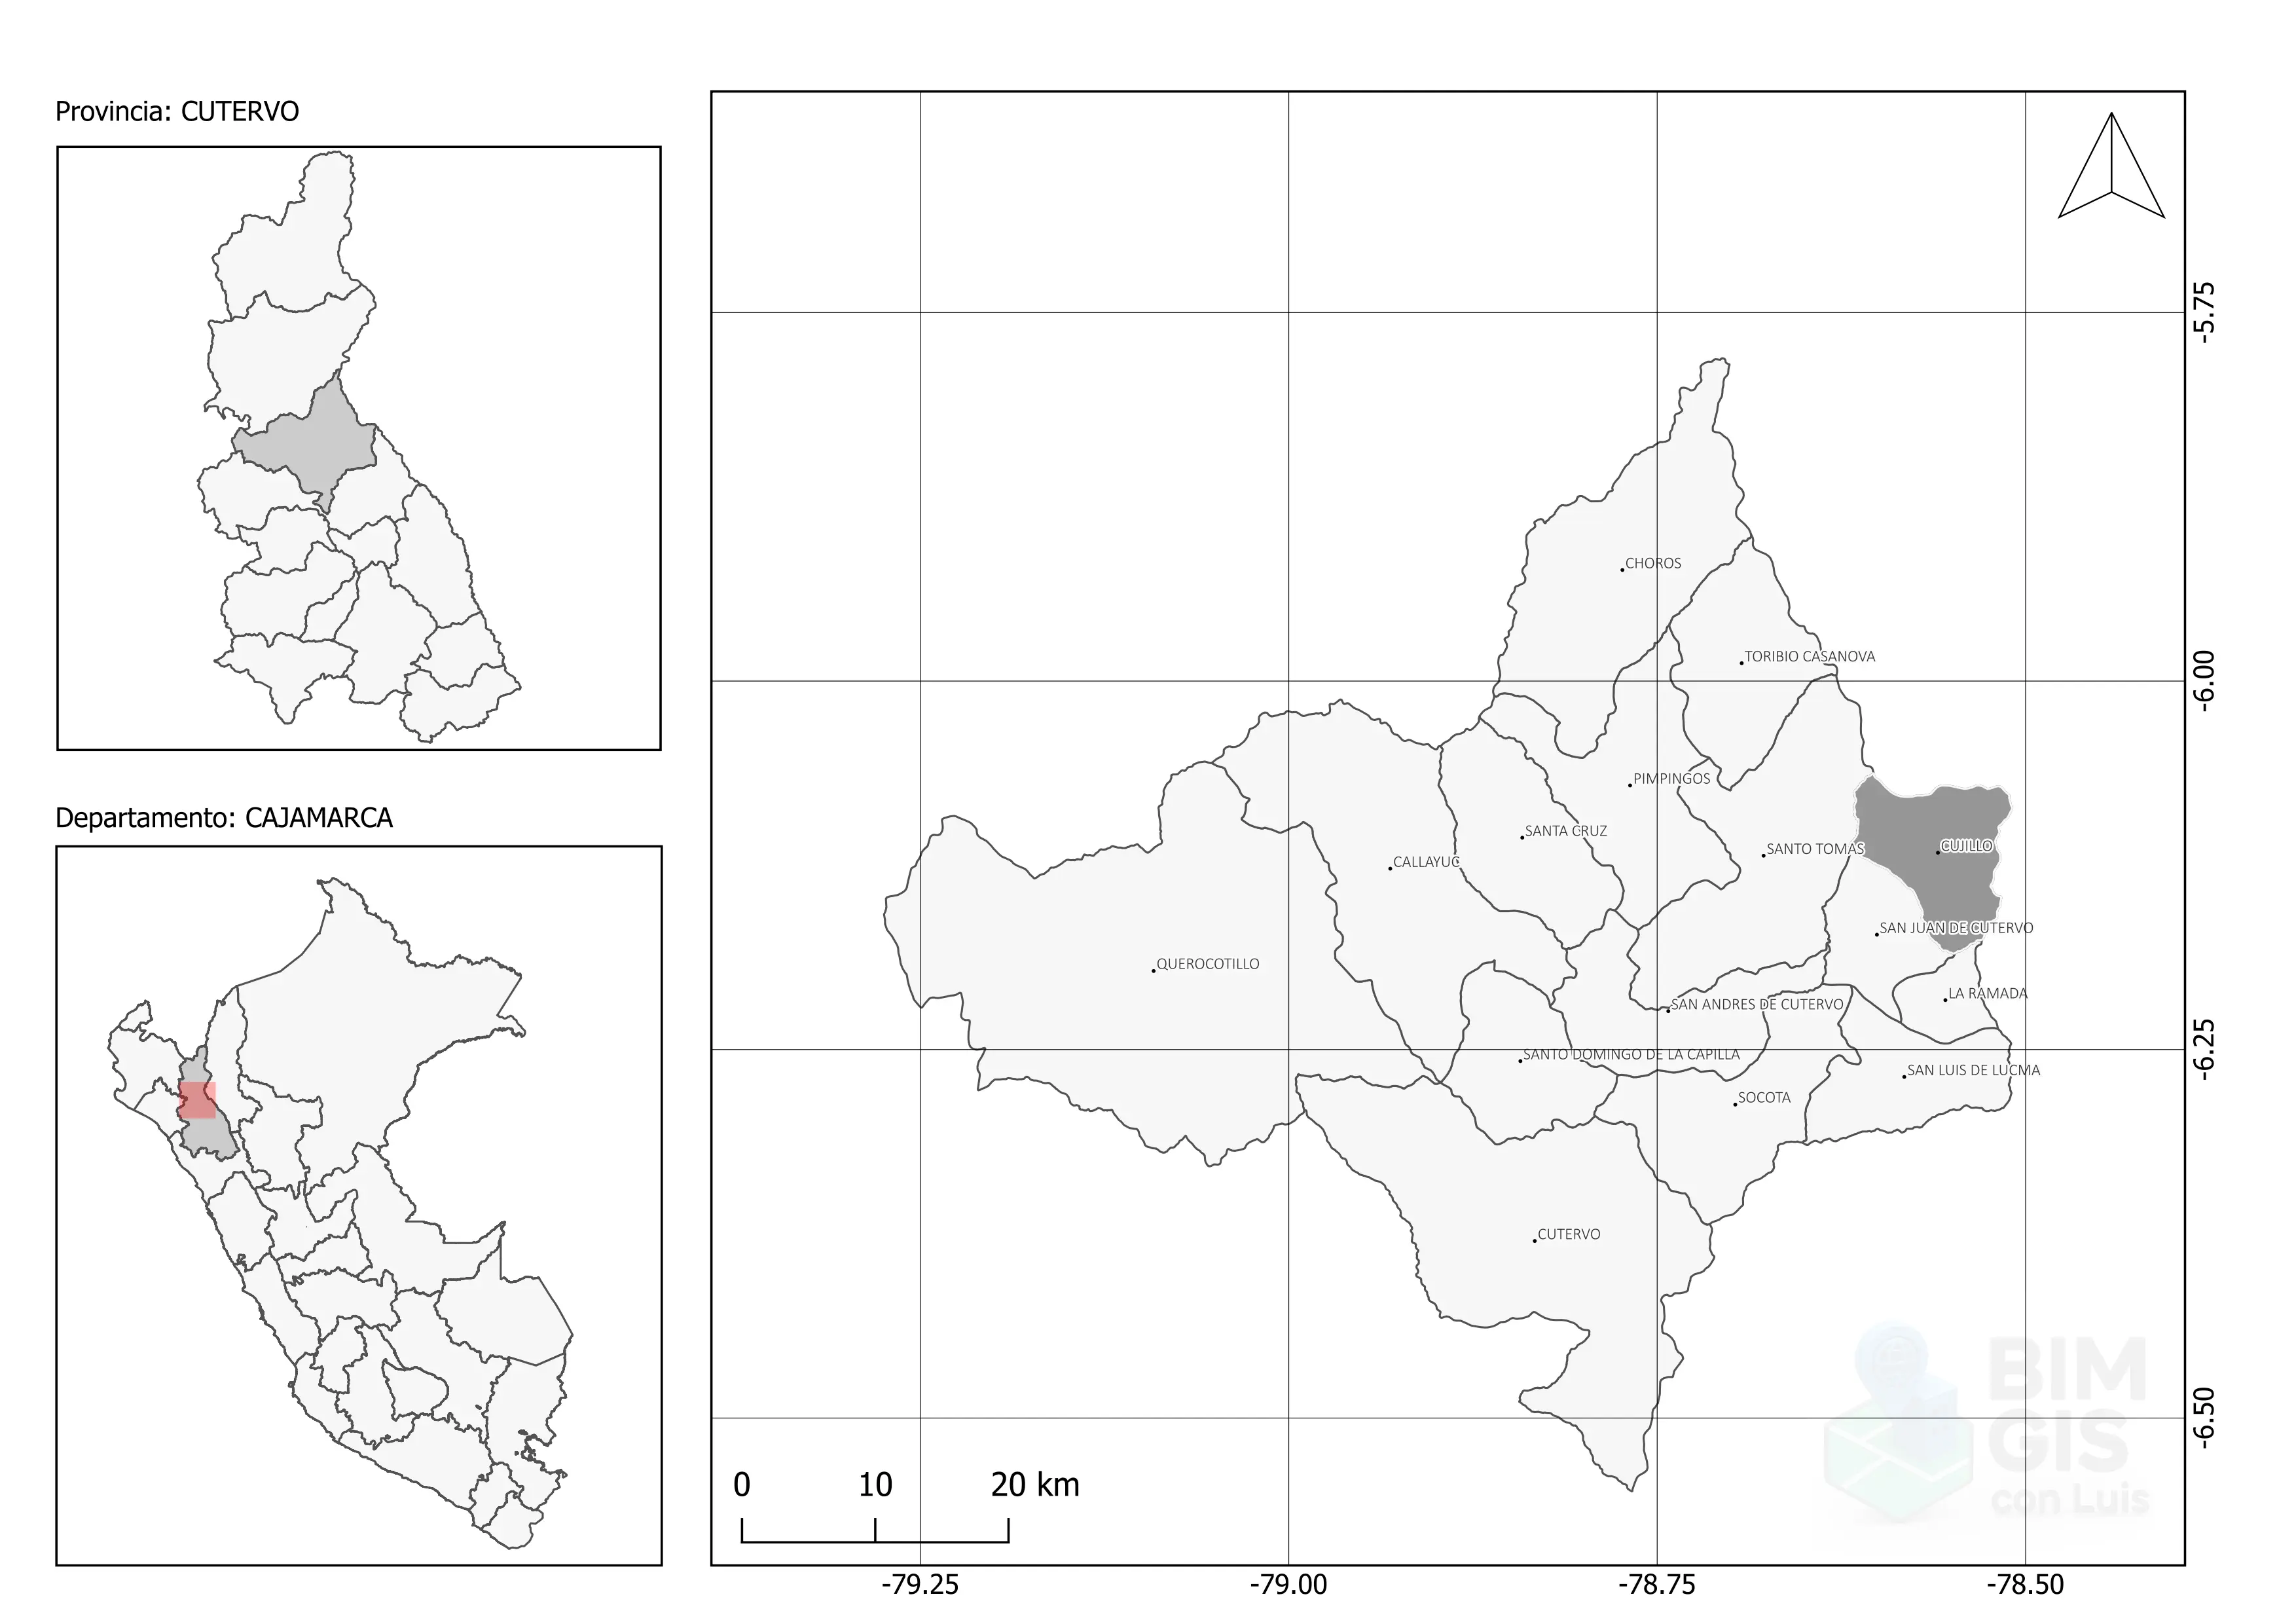 Provincia: CUTERVO
Departamento: CAJAMARCA
CHOROS
TORIBIO CASANOVA
PIMPINGOS
SANTA CRUZ
CALLAYUC
SANTO TOMAS
CUJILLO
SAN JUAN DE CUTERVO
QUEROCOTILLO
LA RAMADA
SAN ANDRES DE CUTERVO
SANTO DOMINGO DE LA CAPILLA
SAN LUIS DE LUCMA
SOCOTA
CUTERVO
-5.75
-6.00
-6.25
-6.50
0 10 20 km
-79.25 -79.00 -78.75 -78.50
BIM
GIS
con Luis